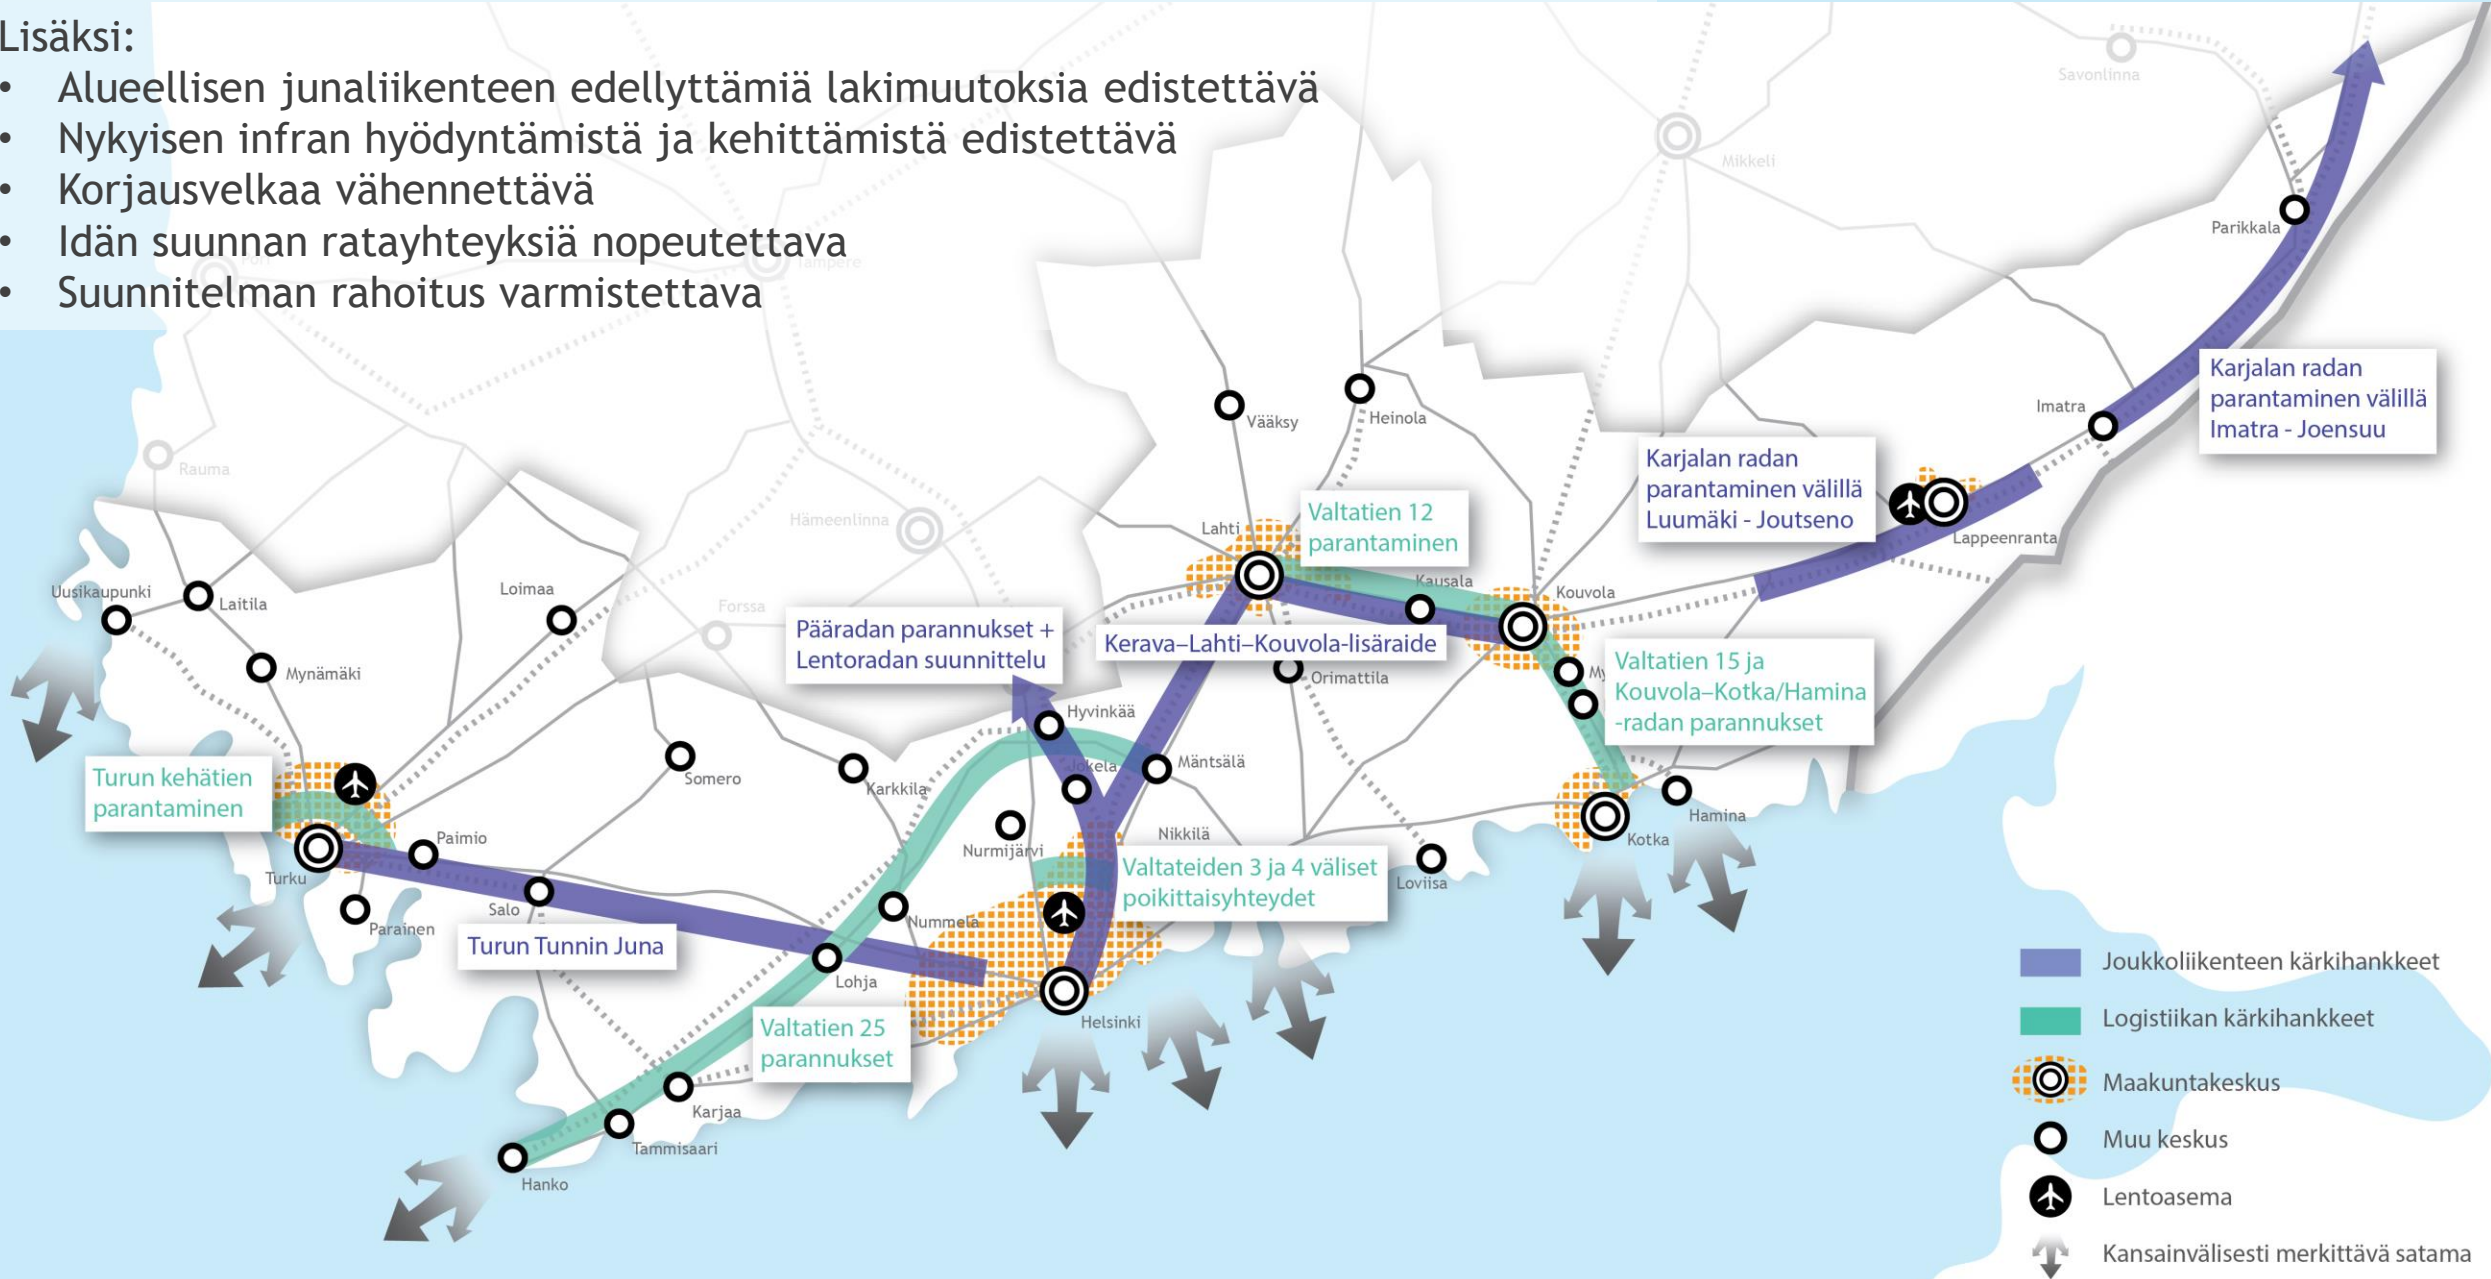 Lisäksi:
• Alueellisen junaliikenteen edellyttämiä lakimuutoksia edistettävä
• Nykyisen infran hyödyntämistä ja kehittämistä edistettävä
• Korjausvelkaa vähennettävä
• Idän suunnan ratayhteyksiä nopeutettava
• Suunnitelman rahoitus varmistettava
Savonlinna
Mikkeli
Tampere
Parikkala
Karjalan radan
parantaminen välillä
Imatra - Joensuu
Imatra
Vääksy
Heinola
Rauma
Karjalan radan
parantaminen välillä
Luumäki - Joutseno
Lappeenranta
Hämeenlinna
Lahti
Valtatien 12
parantaminen
Kausala
Kouvola
Uusikaupunki
Laitila
Loimaa
Forssa
Mynämäki
Pääradan parannukset +
Lentoradan suunnittelu
Kerava–Lahti–Kouvola-lisäraide
Orimattila
My
Valtatien 15 ja
Kouvola–Kotka/Hamina
-radan parannukset
Hyvinkää
Jokela
Mäntsälä
Turun kehätien
parantaminen
Somero
Karkkila
Hamina
Kotka
Nikkilä
Nurmijärvi
Paimio
Turku
Valtateiden 3 ja 4 väliset
poikittaisyhteydet
Loviisa
Salo
Parainen
Nummela
Turun Tunnin Juna
Lohja
Helsinki
Valtatien 25
parannukset
Karjaa
Tammisaari
Hanko
Joukkoliikenteen kärkihankkeet
Logistiikan kärkihankkeet
Maakuntakeskus
Muu keskus
Lentoasema
Kansainvälisesti merkittävä satama